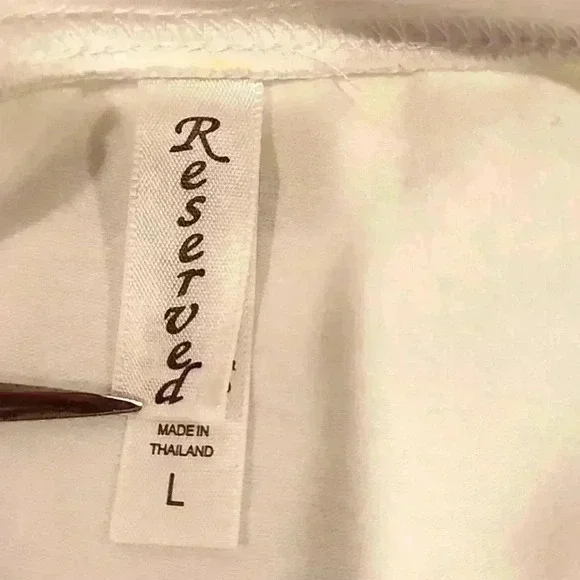 Reserved
MADE IN
THAILAND
L